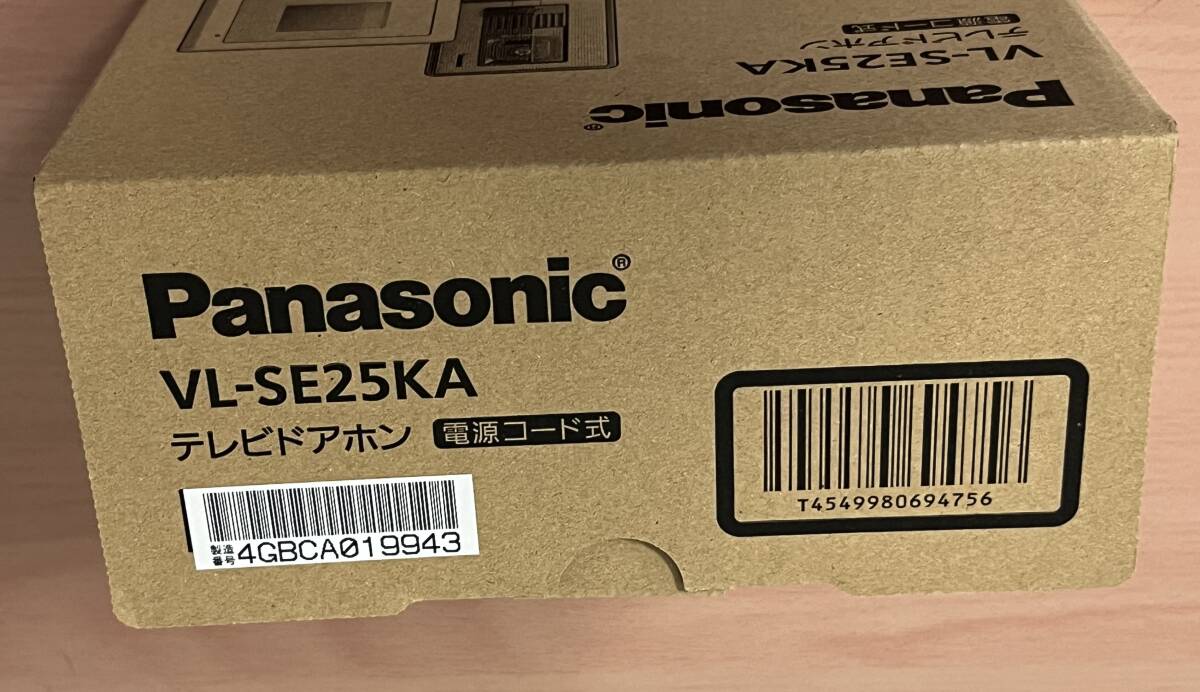 電源コード式
テレビドアホン
VL-SE25KA
Panasonic®
Panasonic®
VL-SE25KA
テレビドアホン 電源コード式
製造番号 4GBCA019943
T4549980694756